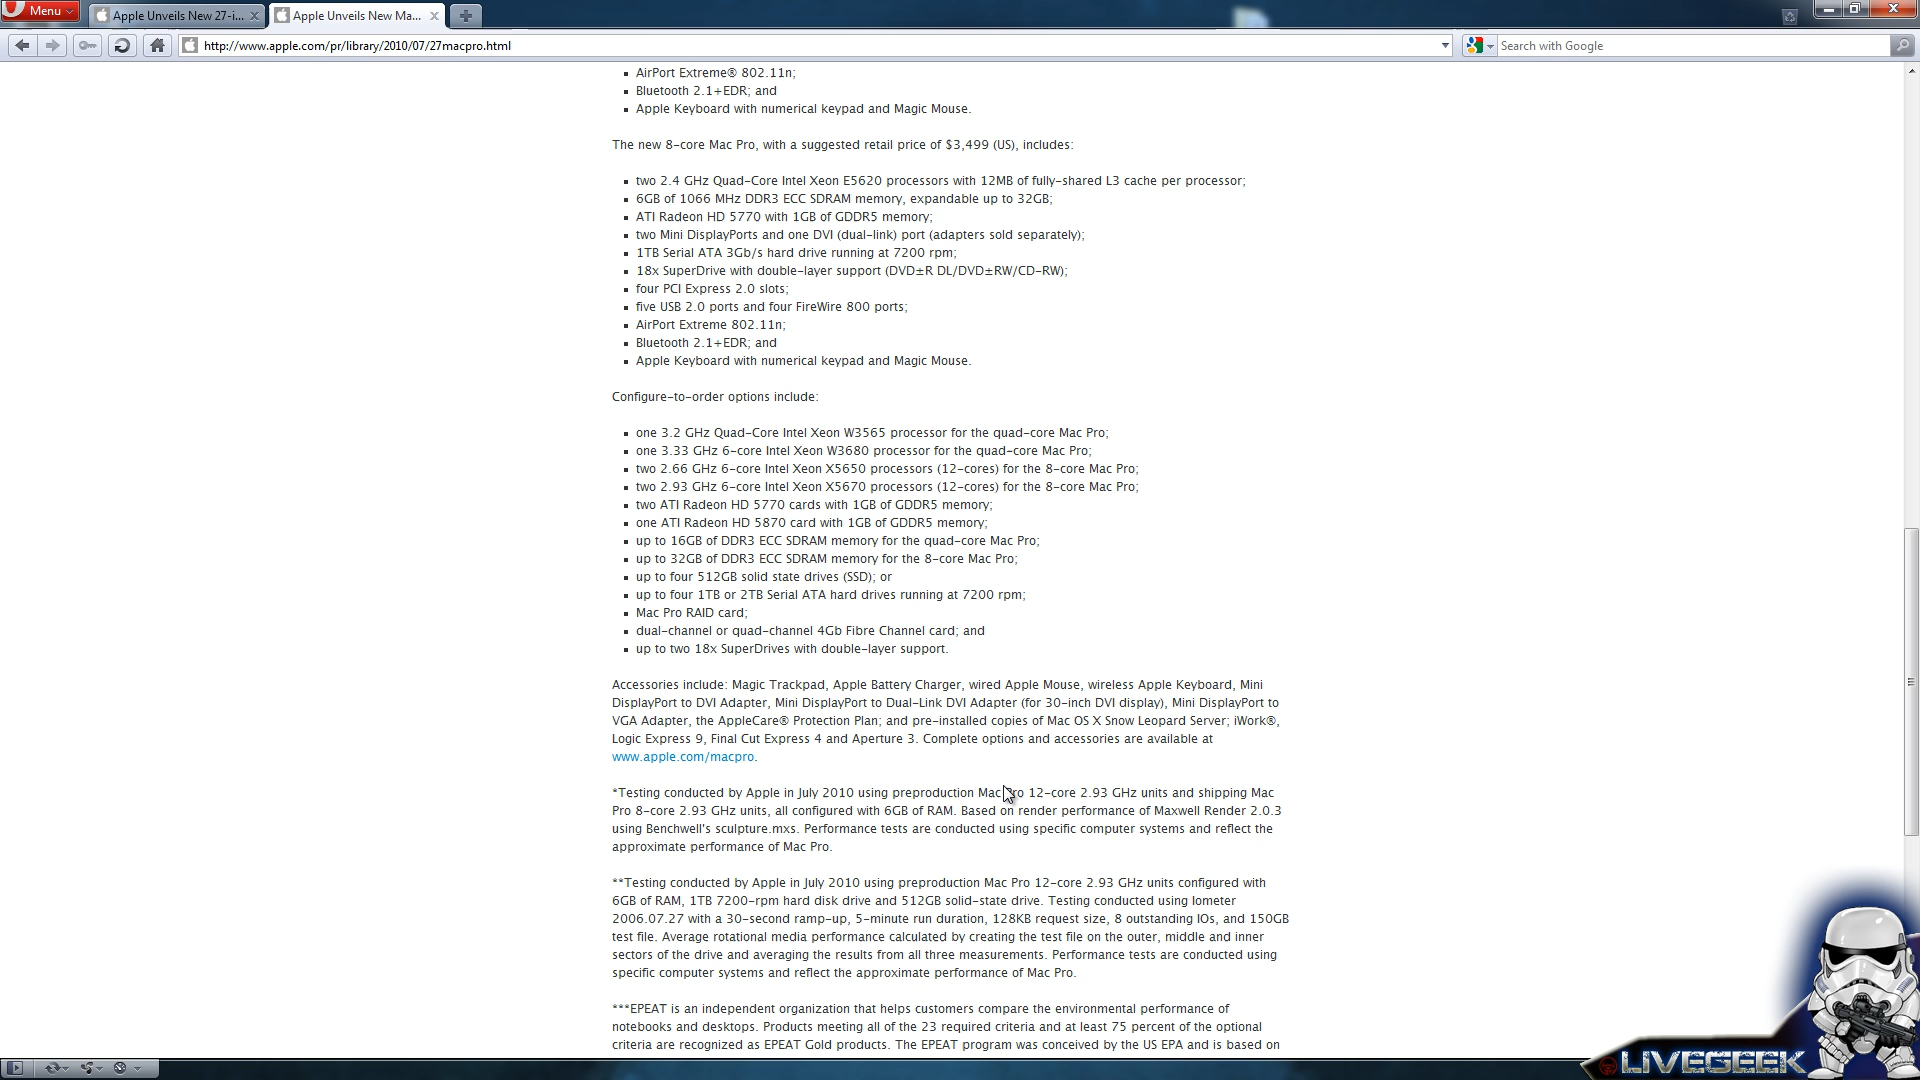 Menu
Apple Unveils New 27-i...
Apple Unveils New Ma...
http://www.apple.com/pr/library/2010/07/27macpro.html
Search with Google
▪ AirPort Extreme® 802.11n;
▪ Bluetooth 2.1+EDR; and
▪ Apple Keyboard with numerical keypad and Magic Mouse.
The new 8-core Mac Pro, with a suggested retail price of $3,499 (US), includes:
▪ two 2.4 GHz Quad-Core Intel Xeon E5620 processors with 12MB of fully-shared L3 cache per processor;
▪ 6GB of 1066 MHz DDR3 ECC SDRAM memory, expandable up to 32GB;
▪ ATI Radeon HD 5770 with 1GB of GDDR5 memory;
▪ two Mini DisplayPorts and one DVI (dual-link) port (adapters sold separately);
▪ 1TB Serial ATA 3Gb/s hard drive running at 7200 rpm;
▪ 18x SuperDrive with double-layer support (DVD±R DL/DVD±RW/CD-RW);
▪ four PCI Express 2.0 slots;
▪ five USB 2.0 ports and four FireWire 800 ports;
▪ AirPort Extreme 802.11n;
▪ Bluetooth 2.1+EDR; and
▪ Apple Keyboard with numerical keypad and Magic Mouse.
Configure-to-order options include:
▪ one 3.2 GHz Quad-Core Intel Xeon W3565 processor for the quad-core Mac Pro;
▪ one 3.33 GHz 6-core Intel Xeon W3680 processor for the quad-core Mac Pro;
▪ two 2.66 GHz 6-core Intel Xeon X5650 processors (12-cores) for the 8-core Mac Pro;
▪ two 2.93 GHz 6-core Intel Xeon X5670 processors (12-cores) for the 8-core Mac Pro;
▪ two ATI Radeon HD 5770 cards with 1GB of GDDR5 memory;
▪ one ATI Radeon HD 5870 card with 1GB of GDDR5 memory;
▪ up to 16GB of DDR3 ECC SDRAM memory for the quad-core Mac Pro;
▪ up to 32GB of DDR3 ECC SDRAM memory for the 8-core Mac Pro;
▪ up to four 512GB solid state drives (SSD); or
▪ up to four 1TB or 2TB Serial ATA hard drives running at 7200 rpm;
▪ Mac Pro RAID card;
▪ dual-channel or quad-channel 4Gb Fibre Channel card; and
▪ up to two 18x SuperDrives with double-layer support.
Accessories include: Magic Trackpad, Apple Battery Charger, wired Apple Mouse, wireless Apple Keyboard, Mini
DisplayPort to DVI Adapter, Mini DisplayPort to Dual-Link DVI Adapter (for 30-inch DVI display), Mini DisplayPort to
VGA Adapter, the AppleCare® Protection Plan; and pre-installed copies of Mac OS X Snow Leopard Server; iWork®,
Logic Express 9, Final Cut Express 4 and Aperture 3. Complete options and accessories are available at
www.apple.com/macpro.
*Testing conducted by Apple in July 2010 using preproduction Mac Pro 12-core 2.93 GHz units and shipping Mac
Pro 8-core 2.93 GHz units, all configured with 6GB of RAM. Based on render performance of Maxwell Render 2.0.3
using Benchwell's sculpture.mxs. Performance tests are conducted using specific computer systems and reflect the
approximate performance of Mac Pro.
**Testing conducted by Apple in July 2010 using preproduction Mac Pro 12-core 2.93 GHz units configured with
6GB of RAM, 1TB 7200-rpm hard disk drive and 512GB solid-state drive. Testing conducted using Iometer
2006.07.27 with a 30-second ramp-up, 5-minute run duration, 128KB request size, 8 outstanding IOs, and 150GB
test file. Average rotational media performance calculated by creating the test file on the outer, middle and inner
sectors of the drive and averaging the results from all three measurements. Performance tests are conducted using
specific computer systems and reflect the approximate performance of Mac Pro.
***EPEAT is an independent organization that helps customers compare the environmental performance of
notebooks and desktops. Products meeting all of the 23 required criteria and at least 75 percent of the optional
criteria are recognized as EPEAT Gold products. The EPEAT program was conceived by the US EPA and is based on
LIVEGEEK